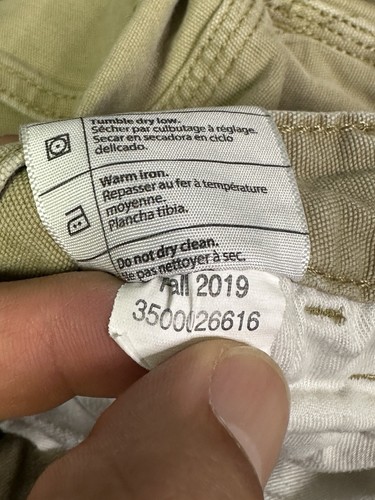 Tumble dry low.
Sécher par culbutage à réglage.
Secar en secadora en ciclo
delicado.
Warm iron.
Repasser au fer à température
moyenne.
Plancha tibia.
Do not dry clean.
de pas nettoyer à sec.
Fall 2019
3500026616